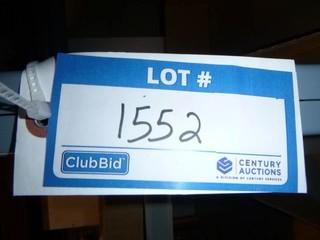 LOT #
1552
ClubBid
CENTURY
AUCTIONS
A DIVISION OF CENTURY SERVICES